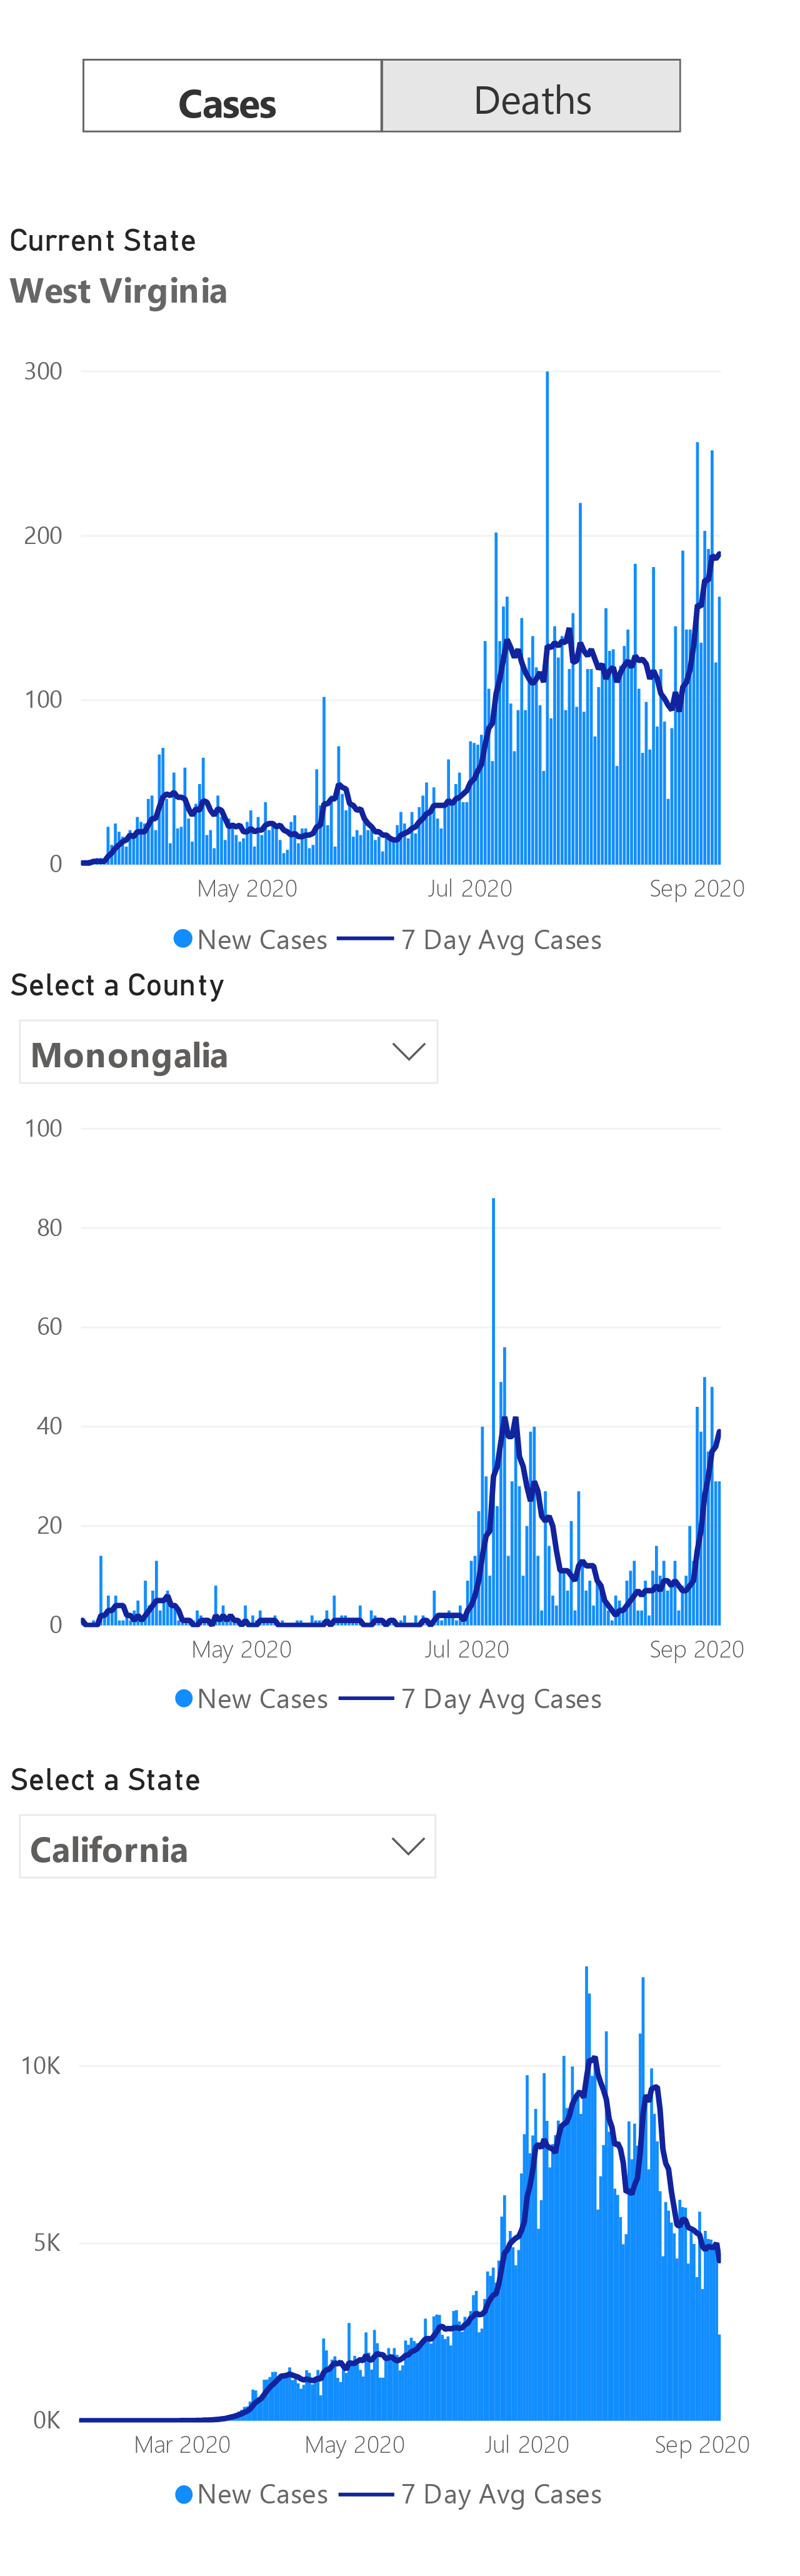 Cases Deaths
Current State
West Virginia
300
200
100
0
May 2020 Jul 2020 Sep 2020
New Cases 7 Day Avg Cases
Select a County
Monongalia
100
80
60
40
20
0
May 2020 Jul 2020 Sep 2020
New Cases 7 Day Avg Cases
Select a State
California
10K
5K
0K
Mar 2020 May 2020 Jul 2020 Sep 2020
New Cases 7 Day Avg Cases